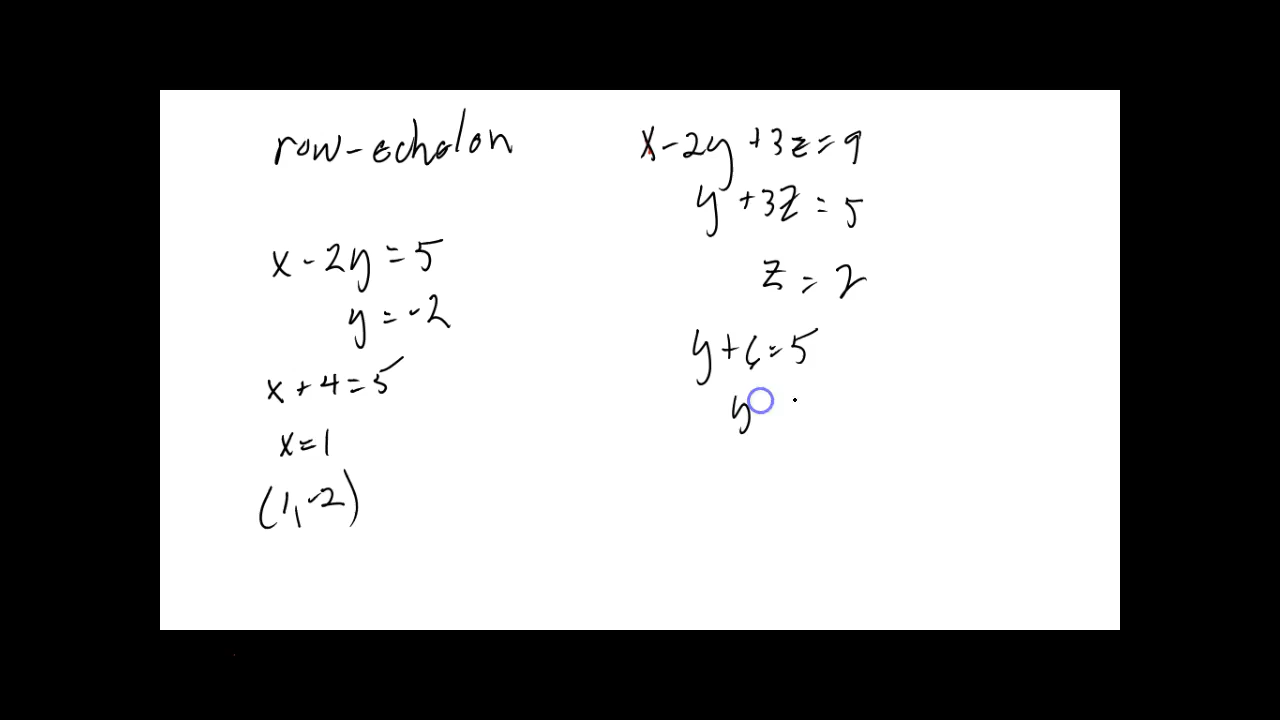 row-echelon
x - 2y = 5
y = -2
x + 4 = 5
x = 1
(1, -2)
x - 2y + 3z = 9
y + 3z = 5
z = 2
y + 6 = 5
y